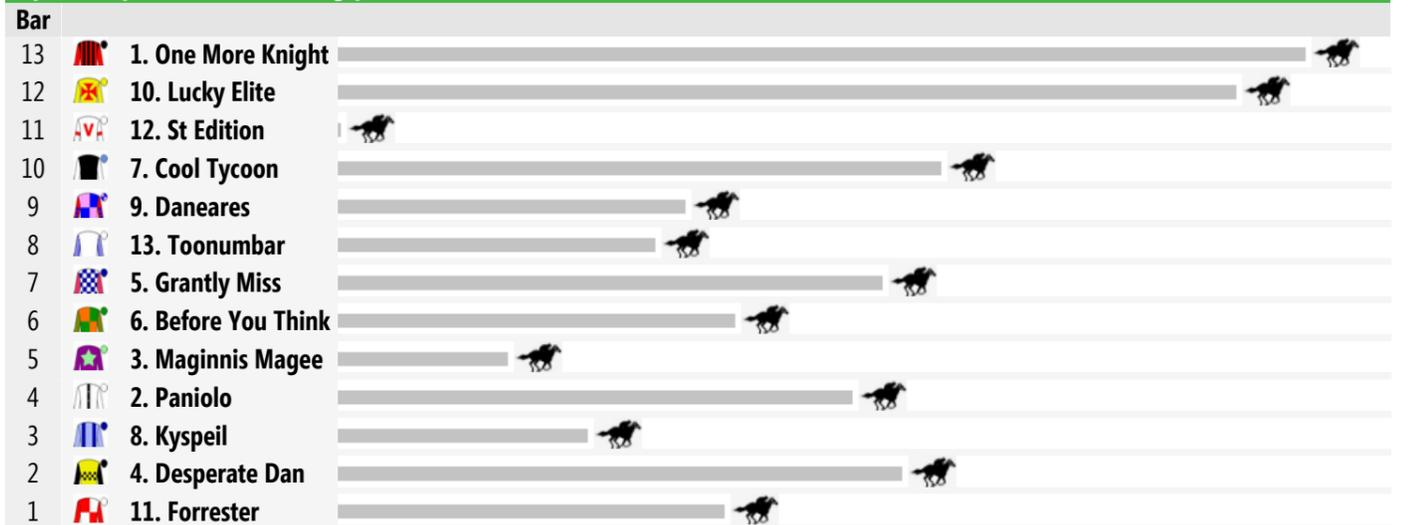 Bar
13 1. One More Knight
12 10. Lucky Elite
11 12. St Edition
10 7. Cool Tycoon
9 9. Daneares
8 13. Toonumbar
7 5. Grantly Miss
6 6. Before You Think
5 3. Maginnis Magee
4 2. Paniolo
3 8. Kyspeil
2 4. Desperate Dan
1 11. Forrester